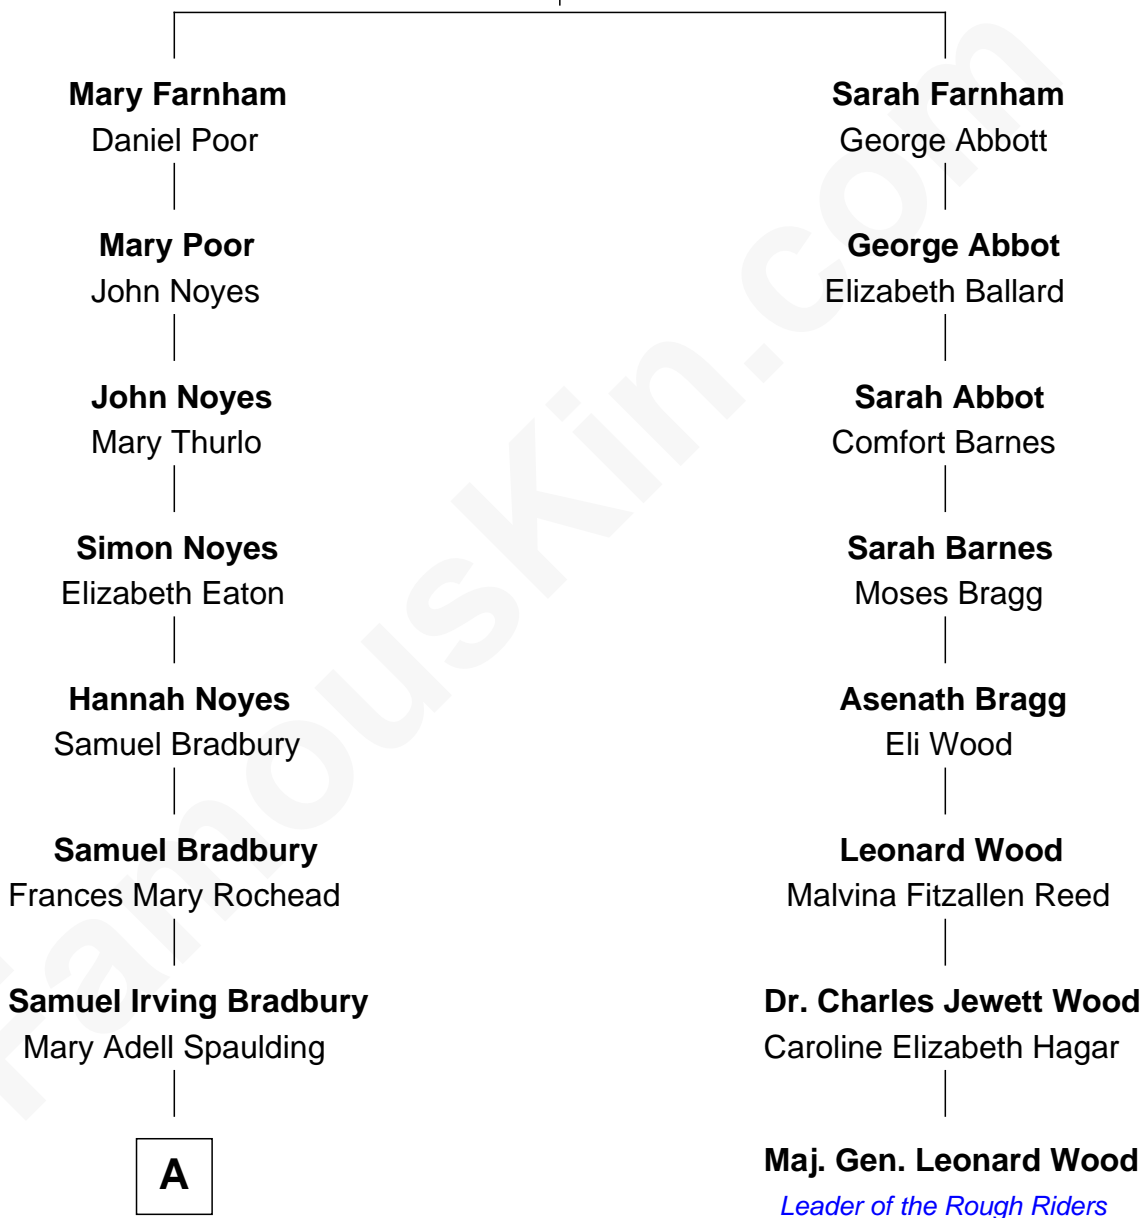 Mary Farnham
Daniel Poor
Mary Poor
John Noyes
John Noyes
Mary Thurlo
Simon Noyes
Elizabeth Eaton
Hannah Noyes
Samuel Bradbury
Samuel Bradbury
Frances Mary Rochead
Samuel Irving Bradbury
Mary Adell Spaulding
A
Sarah Farnham
George Abbott
George Abbot
Elizabeth Ballard
Sarah Abbot
Comfort Barnes
Sarah Barnes
Moses Bragg
Asenath Bragg
Eli Wood
Leonard Wood
Malvina Fitzallen Reed
Dr. Charles Jewett Wood
Caroline Elizabeth Hagar
Maj. Gen. Leonard Wood
Leader of the Rough Riders
FamousKin.com